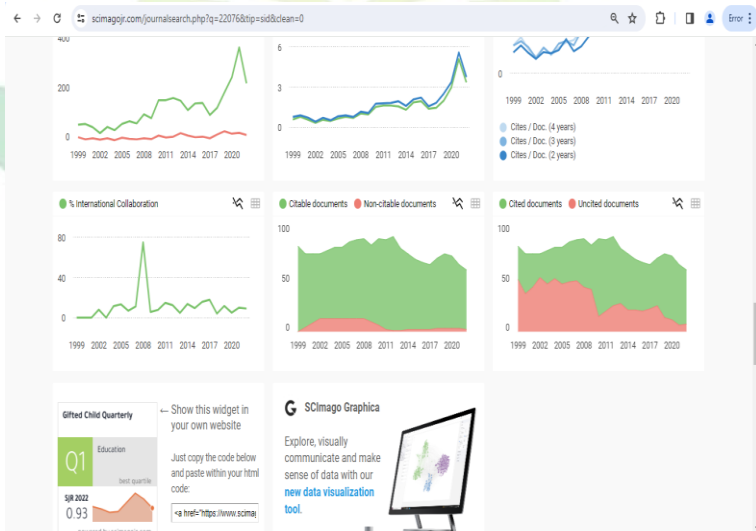 scimagojr.com/journalsearch.php?q=22076&tip=sid&clean=0
Error
400
200
0
1999 2002 2005 2008 2011 2014 2017 2020
6
3
0
1999 2002 2005 2008 2011 2014 2017 2020
0
1999 2002 2005 2008 2011 2014 2017 2020
Cites / Doc. (4 years)
Cites / Doc. (3 years)
Cites / Doc. (2 years)
% International Collaboration
80
40
0
1999 2002 2005 2008 2011 2014 2017 2020
Citable documents Non-citable documents
100
50
0
1999 2002 2005 2008 2011 2014 2017 2020
Cited documents Uncited documents
100
50
0
1999 2002 2005 2008 2011 2014 2017 2020
Gifted Child Quarterly
Q1
Education
best quartile
SJR 2022
0.93
powered by scimagojr.com
← Show this widget in
your own website
Just copy the code below
and paste within your html
code:
<a href="https://www.scimag
SCImago Graphica
Explore, visually
communicate and make
sense of data with our
new data visualization
tool.